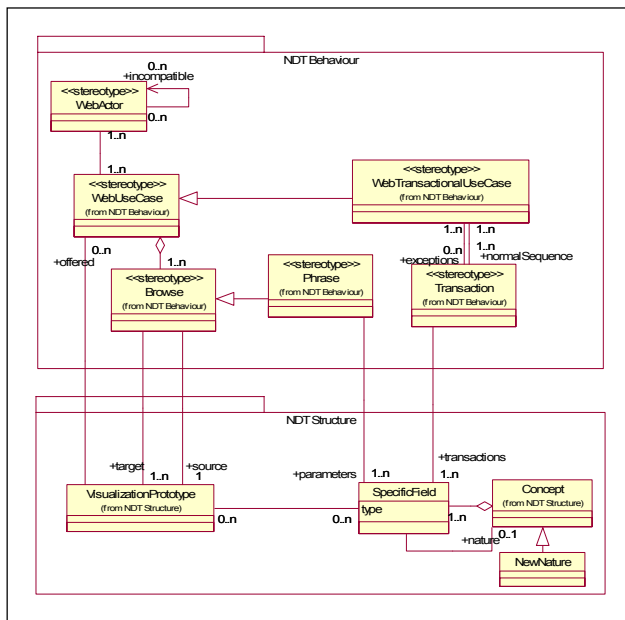 NDT Behaviour
0..n
+incompatible
<<stereotype>>
WebActor
0..n
1..n
1..n
<<stereotype>>
WebUseCase
(from NDT Behaviour)
<<stereotype>>
WebTransactionalUseCase
(from NDT Behaviour)
0..n
+offered
1..n
1..n
1..n
0..n
1..n
+exceptions
+normalSequence
<<stereotype>>
Browse
(from NDT Behaviour)
<<stereotype>>
Phrase
(from NDT Behaviour)
<<stereotype>>
Transaction
(from NDT Behaviour)
NDT Structure
+target
+source
1..n
1
+parameters
1..n
+transactions
1..n
VisualizationPrototype
(from NDT Structure)
0..n
0..n
SpecificField
type
1..n
Concept
(from NDT Structure)
+nature
0..1
NewNature